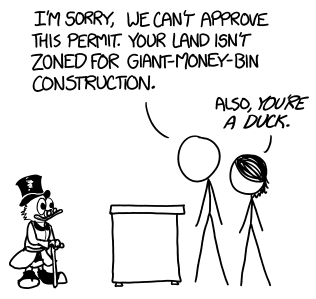 I'M SORRY, WE CAN'T APPROVE
THIS PERMIT. YOUR LAND ISN'T
ZONED FOR GIANT-MONEY-BIN
CONSTRUCTION.
ALSO, YOU'RE
A DUCK.